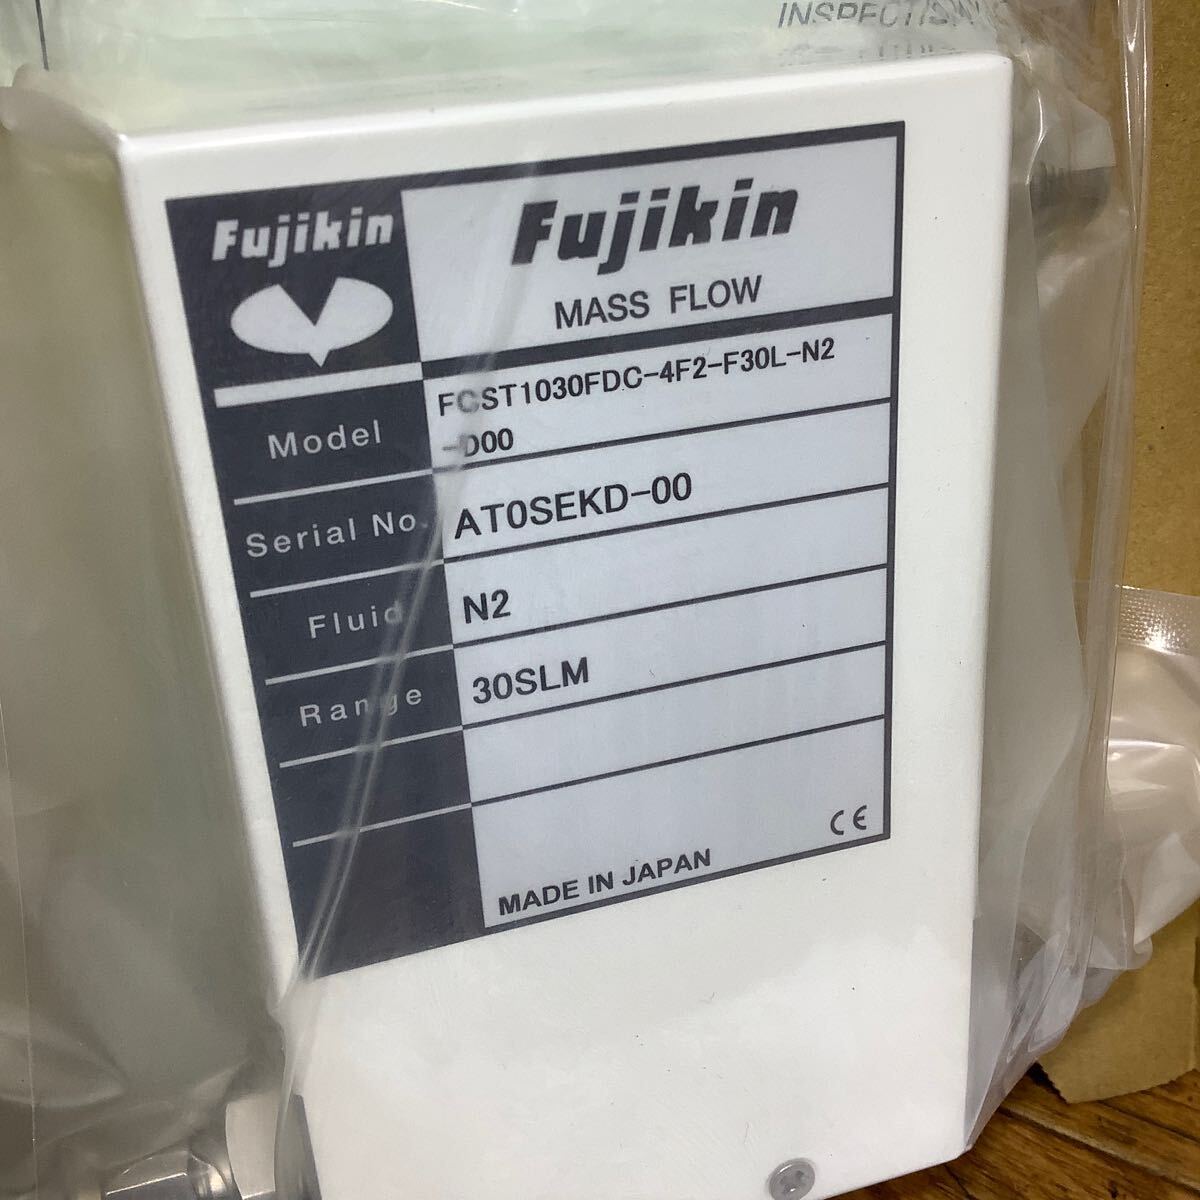 INSPECTION
Fujikin
Fujikin
MASS FLOW
Model FCST1030FDC-4F2-F30L-N2
-D00
Serial No. AT0SEKD-00
Fluid N2
Range 30SLM
CE
MADE IN JAPAN